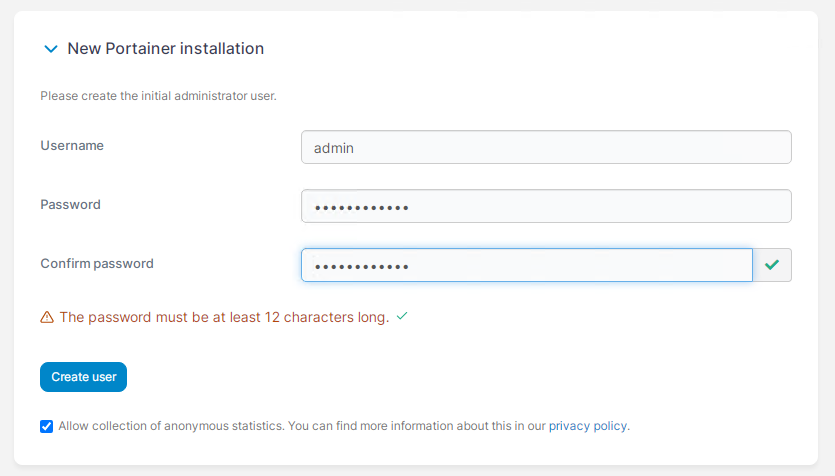 New Portainer installation
Please create the initial administrator user.
Username
admin
Password
••••••••••••
Confirm password
••••••••••••
The password must be at least 12 characters long.
Create user
Allow collection of anonymous statistics. You can find more information about this in our privacy policy.